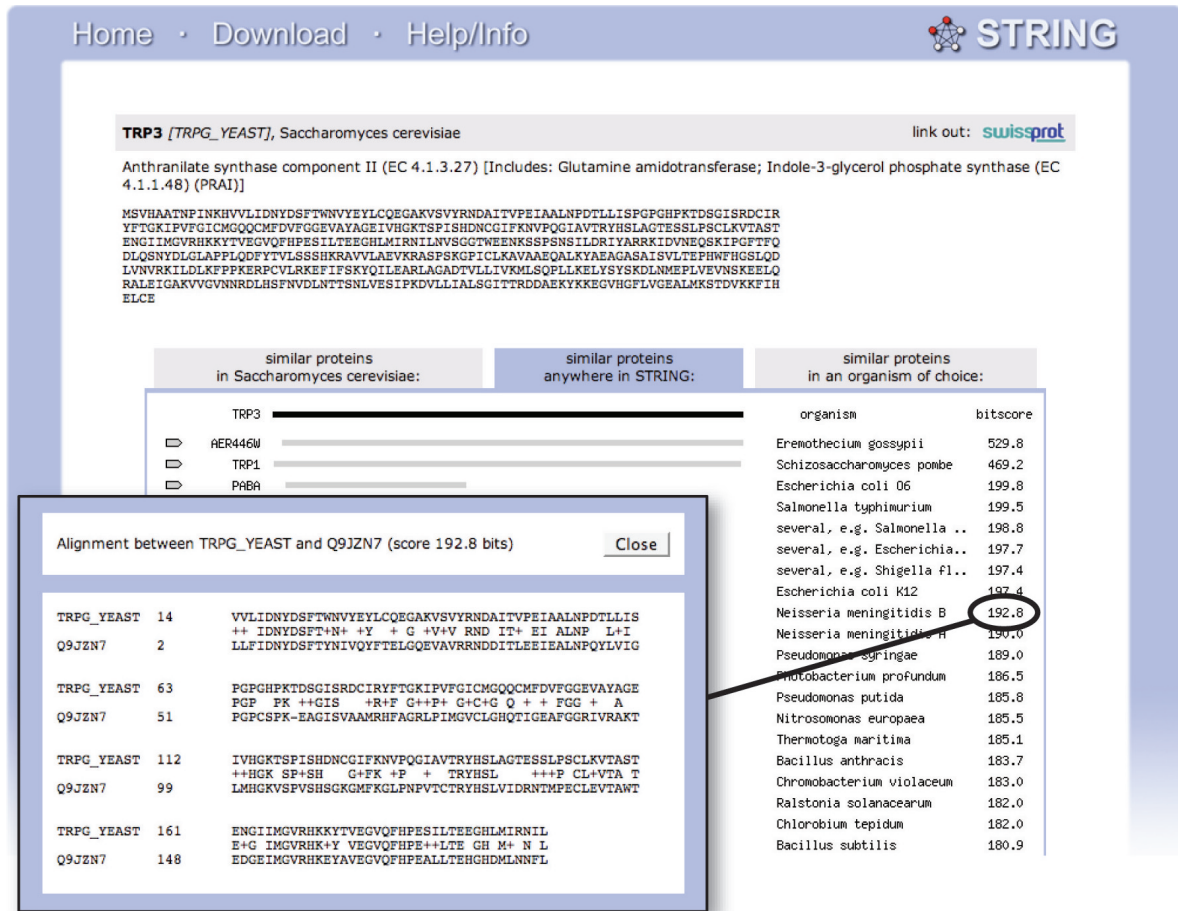 Home · Download · Help/Info
STRING
TRP3 [TRPG_YEAST], Saccharomyces cerevisiae
link out: swissprot
Anthranilate synthase component II (EC 4.1.3.27) [Includes: Glutamine amidotransferase; Indole-3-glycerol phosphate synthase (EC
4.1.1.48) (PRAI)]
MSVHAATNPINKHVVLIDNYDSFTWNVYEYLCQEGAKVSVYRNDAITVPEIAALNPDTLLISPGPGHPKTDSGISRDCIR
YFTGKIPVFGICMGQQCMFDVFGGEVAYAGEIVHGKTSPISHDNCGIFKNVPQGIAVTRYHSLAGTESSLPSCLKVTAST
ENGIIMGVRHKKYTVEGVQFHPESILTEEGHLMIRNILNVSGGTWEENKSSPSNSILDRIYARRKIDVNEQSKIPGFTFQ
DLQSNYDLGLAPPLQDFYTVLSSSHKRAVVLAEVKRASPSKGPICLKAVAAEQALKYAEAGASAISVLTEPHWFHGSLQD
LVNVRKILDLKFPPKERPCVLRKEFIFSKYQILEARLAGADTVLLIVKMLSQPLLKELYSYSKDLNMEPLVEVNSKEELQ
RALEIGAKVVGVNNRDLHSFNVDLNTTSNLVESIPKDVLLIALSGITTRDDAEKYKKEGVHGFLVGEALMKSTDVKKFIH
ELCE
similar proteins
in Saccharomyces cerevisiae:
similar proteins
anywhere in STRING:
similar proteins
in an organism of choice:
TRP3 organism bitscore
AER446W Eremothecium gossypii 529.8
TRP1 Schizosaccharomyces pombe 469.2
PABA Escherichia coli O6 199.8
Salmonella typhimurium 199.5
several, e.g. Salmonella .. 198.8
several, e.g. Escherichia.. 197.7
several, e.g. Shigella fl.. 197.4
Escherichia coli K12 197.4
Neisseria meningitidis B 192.8
Neisseria meningitidis A 190.0
Pseudomonas syringae 189.0
Photobacterium profundum 186.5
Pseudomonas putida 185.8
Nitrosomonas europaea 185.5
Thermotoga maritima 185.1
Bacillus anthracis 183.7
Chromobacterium violaceum 183.0
Ralstonia solanacearum 182.0
Chlorobium tepidum 182.0
Bacillus subtilis 180.9
Alignment between TRPG_YEAST and Q9JZN7 (score 192.8 bits)
Close
TRPG_YEAST 14 VVLIDNYDSFTWNVYEYLCQEGAKVSVYRNDAITVPEIAALNPDTLLIS
++ IDNYDSFT+N+ +Y + G +V+V RND IT+ EI ALNP L+I
Q9JZN7 2 LLFIDNYDSFTYNIVQYFTELGQEVAVRRNDDITLEEIEALNPQYLVIG
TRPG_YEAST 63 PGPGHPKTDSGISRDCIRYFTGKIPVFGICMGQQCMFDVFGGEVAYAGE
PGP PK ++GIS +R+F G++P+ G+C+G Q + + FGG + A
Q9JZN7 51 PGPCSPK-EAGISVAAMRHFAGRLPIMGVCLGHQTIGEAFGGRIVRAKT
TRPG_YEAST 112 IVHGKTSPISHDNCGIFKNVPQGIAVTRYHSLAGTESSLPSCLKVTAST
++HGK SP+SH G+FK +P + TRYHSL +++P CL+VTA T
Q9JZN7 99 LMHGKVSPVSHSGKGMFKGLPNPVTCTRYHSLVIDRNTMPECLEVTAWT
TRPG_YEAST 161 ENGIIMGVRHKKYTVEGVQFHPESILTEEGHLMIRNIL
E+G IMGVRHK+Y VEGVQFHPE++LTE GH M+ N L
Q9JZN7 148 EDGEIMGVRHKEYAVEGVQFHPEALLTEHGHDMLNNFL